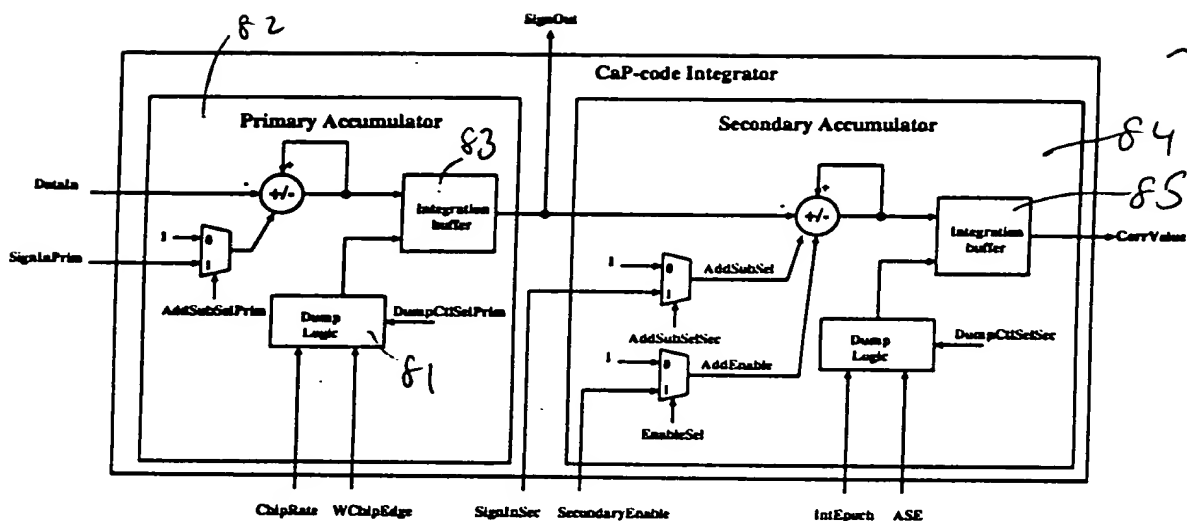 82
SignOut
CaP-code Integrator
Primary Accumulator
Secondary Accumulator
83
84
85
DataIn
+/-
+
Integration
buffer
1
0
1
SignInPrim
AddSubSelPrim
Dump
Logic
DumpCtlSelPrim
81
+/-
+
Integration
buffer
CorrValue
1
0
1
AddSubSel
AddSubSelSec
1
0
1
AddEnable
EnableSel
Dump
Logic
DumpCtlSelSec
ChipRate
WChipEdge
SignInSec
SecondaryEnable
IntEpoch
ASE